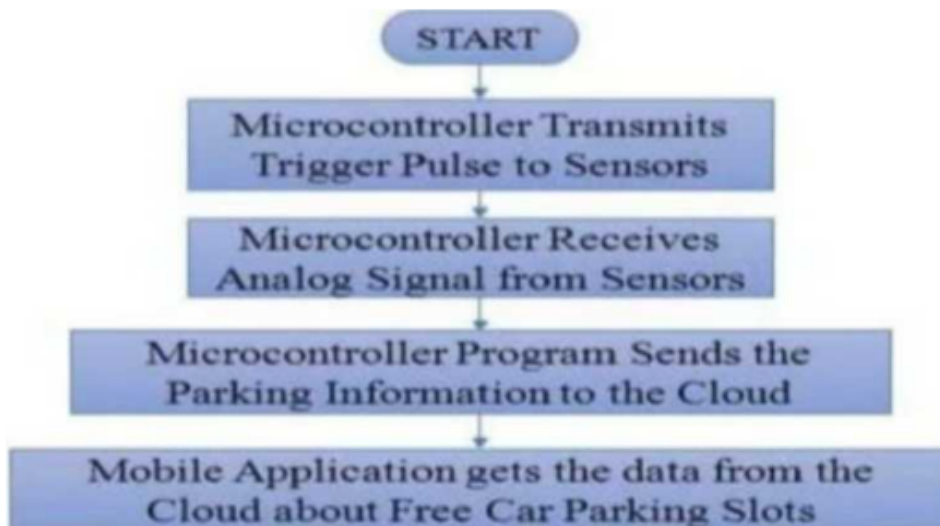 START
Microcontroller Transmits
Trigger Pulse to Sensors
Microcontroller Receives
Analog Signal from Sensors
Microcontroller Program Sends the
Parking Information to the Cloud
Mobile Application gets the data from the
Cloud about Free Car Parking Slots